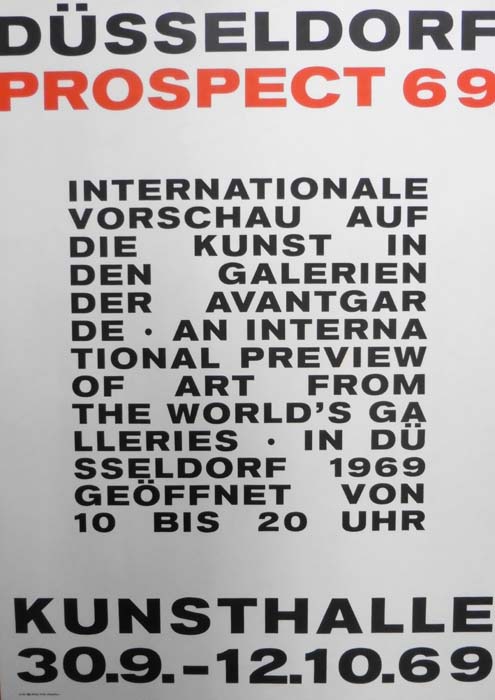 DÜSSELDORF
PROSPECT 69
INTERNATIONALE
VORSCHAU AUF
DIE KUNST IN
DEN GALERIEN
DER AVANTGAR
DE · AN INTERNA
TIONAL PREVIEW
OF ART FROM
THE WORLD'S GA
LLERIES · IN DÜ
SSELDORF 1969
GEÖFFNET VON
10 BIS 20 UHR
KUNSTHALLE
30.9.–12.10.69